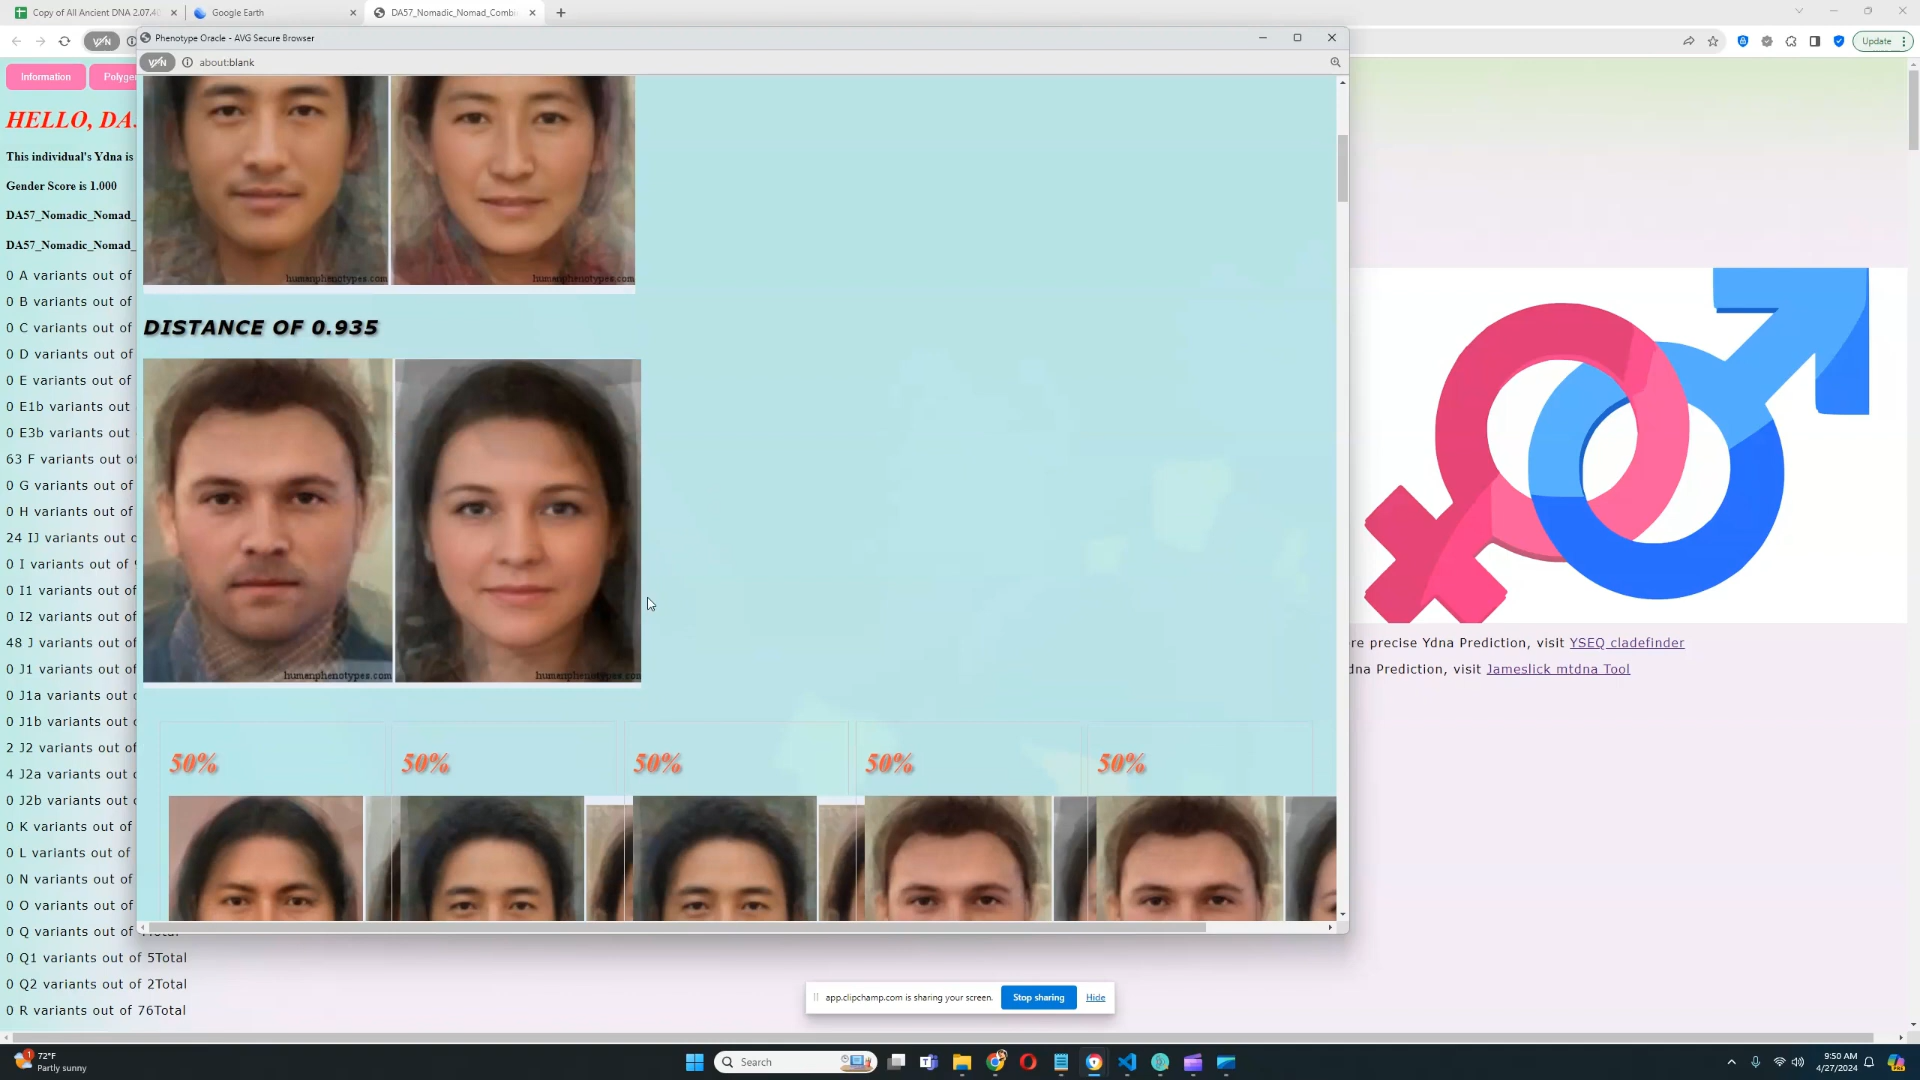 Copy of All Ancient DNA 2.07.4
Google Earth
DA57_Nomadic_Nomad_Combi
Phenotype Oracle - AVG Secure Browser
VPN
about:blank
VPN
Update
Information
Polyge
HELLO, DA
This individual's Ydna is
Gender Score is 1.000
DA57_Nomadic_Nomad_
DA57_Nomadic_Nomad_
0 A variants out of
0 B variants out of
0 C variants out of
0 D variants out of
0 E variants out of
0 E1b variants out
0 E3b variants out
63 F variants out of
0 G variants out of
0 H variants out of
24 IJ variants out
0 I variants out of
0 I1 variants out of
0 I2 variants out of
48 J variants out of
0 J1 variants out of
0 J1a variants out
0 J1b variants out
2 J2 variants out of
4 J2a variants out
0 J2b variants out
0 K variants out of
0 L variants out of
0 N variants out of
0 O variants out of
0 Q variants out of
0 Q1 variants out of 5Total
0 Q2 variants out of 2Total
0 R variants out of 76Total
humanphenotypes.com
humanphenotypes.com
DISTANCE OF 0.935
humanphenotypes.com
humanphenotypes.com
50%
50%
50%
50%
50%
re precise Ydna Prediction, visit YSEQ cladefinder
dna Prediction, visit Jameslick mtdna Tool
app.clipchamp.com is sharing your screen.
Stop sharing
Hide
1
72°F
Partly sunny
Search
9:50 AM
4/27/2024